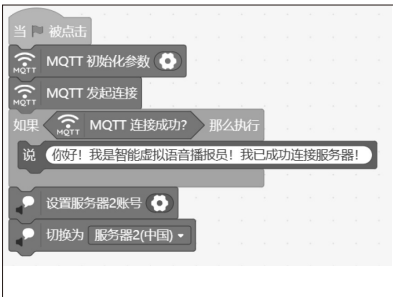 当 被点击
MQTT MQTT 初始化参数
MQTT MQTT 发起连接
如果 MQTT MQTT 连接成功? 那么执行
说 你好！我是智能虚拟语音播报员！我已成功连接服务器！
设置服务器2账号
切换为 服务器2(中国)